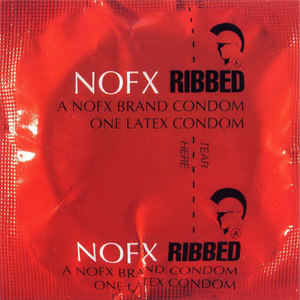 NOFX RIBBED
A NOFX BRAND CONDOM
ONE LATEX CONDOM
TEAR
HERE
NOFX RIBBED
A NOFX BRAND CONDOM
ONE LATEX CONDOM
A
A